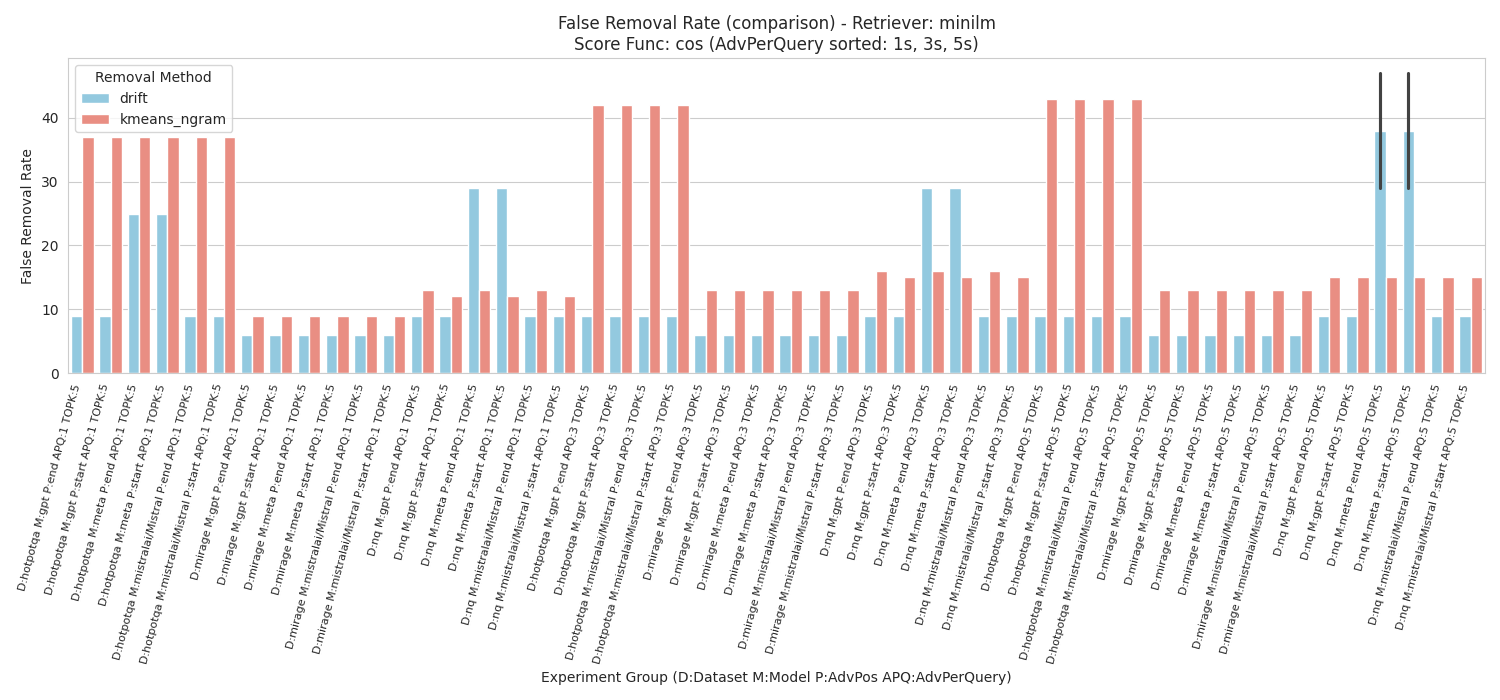 False Removal Rate (comparison) - Retriever: minilm
Score Func: cos (AdvPerQuery sorted: 1s, 3s, 5s)
Removal Method
drift
kmeans_ngram
False Removal Rate
40
30
20
10
0
D:hotpotqa M:gpt P:end APQ:1 TOPK:5
D:hotpotqa M:gpt P:start APQ:1 TOPK:5
D:hotpotqa M:meta P:end APQ:1 TOPK:5
D:hotpotqa M:meta P:start APQ:1 TOPK:5
D:hotpotqa M:mistralai/Mistral P:end APQ:1 TOPK:5
D:hotpotqa M:mistralai/Mistral P:start APQ:1 TOPK:5
D:mirage M:gpt P:end APQ:1 TOPK:5
D:mirage M:gpt P:start APQ:1 TOPK:5
D:mirage M:meta P:end APQ:1 TOPK:5
D:mirage M:meta P:start APQ:1 TOPK:5
D:mirage M:mistralai/Mistral P:end APQ:1 TOPK:5
D:mirage M:mistralai/Mistral P:start APQ:1 TOPK:5
D:nq M:gpt P:end APQ:1 TOPK:5
D:nq M:gpt P:start APQ:1 TOPK:5
D:nq M:meta P:end APQ:1 TOPK:5
D:nq M:meta P:start APQ:1 TOPK:5
D:nq M:mistralai/Mistral P:end APQ:1 TOPK:5
D:nq M:mistralai/Mistral P:start APQ:1 TOPK:5
D:hotpotqa M:gpt P:end APQ:3 TOPK:5
D:hotpotqa M:gpt P:start APQ:3 TOPK:5
D:hotpotqa M:mistralai/Mistral P:end APQ:3 TOPK:5
D:hotpotqa M:mistralai/Mistral P:start APQ:3 TOPK:5
D:mirage M:gpt P:end APQ:3 TOPK:5
D:mirage M:gpt P:start APQ:3 TOPK:5
D:mirage M:meta P:end APQ:3 TOPK:5
D:mirage M:meta P:start APQ:3 TOPK:5
D:mirage M:mistralai/Mistral P:end APQ:3 TOPK:5
D:mirage M:mistralai/Mistral P:start APQ:3 TOPK:5
D:nq M:gpt P:end APQ:3 TOPK:5
D:nq M:gpt P:start APQ:3 TOPK:5
D:nq M:meta P:end APQ:3 TOPK:5
D:nq M:meta P:start APQ:3 TOPK:5
D:nq M:mistralai/Mistral P:end APQ:3 TOPK:5
D:nq M:mistralai/Mistral P:start APQ:3 TOPK:5
D:hotpotqa M:gpt P:end APQ:5 TOPK:5
D:hotpotqa M:gpt P:start APQ:5 TOPK:5
D:hotpotqa M:mistralai/Mistral P:end APQ:5 TOPK:5
D:hotpotqa M:mistralai/Mistral P:start APQ:5 TOPK:5
D:mirage M:gpt P:end APQ:5 TOPK:5
D:mirage M:gpt P:start APQ:5 TOPK:5
D:mirage M:meta P:end APQ:5 TOPK:5
D:mirage M:meta P:start APQ:5 TOPK:5
D:mirage M:mistralai/Mistral P:end APQ:5 TOPK:5
D:mirage M:mistralai/Mistral P:start APQ:5 TOPK:5
D:nq M:gpt P:end APQ:5 TOPK:5
D:nq M:gpt P:start APQ:5 TOPK:5
D:nq M:meta P:end APQ:5 TOPK:5
D:nq M:meta P:start APQ:5 TOPK:5
D:nq M:mistralai/Mistral P:end APQ:5 TOPK:5
D:nq M:mistralai/Mistral P:start APQ:5 TOPK:5
Experiment Group (D:Dataset M:Model P:AdvPos APQ:AdvPerQuery)